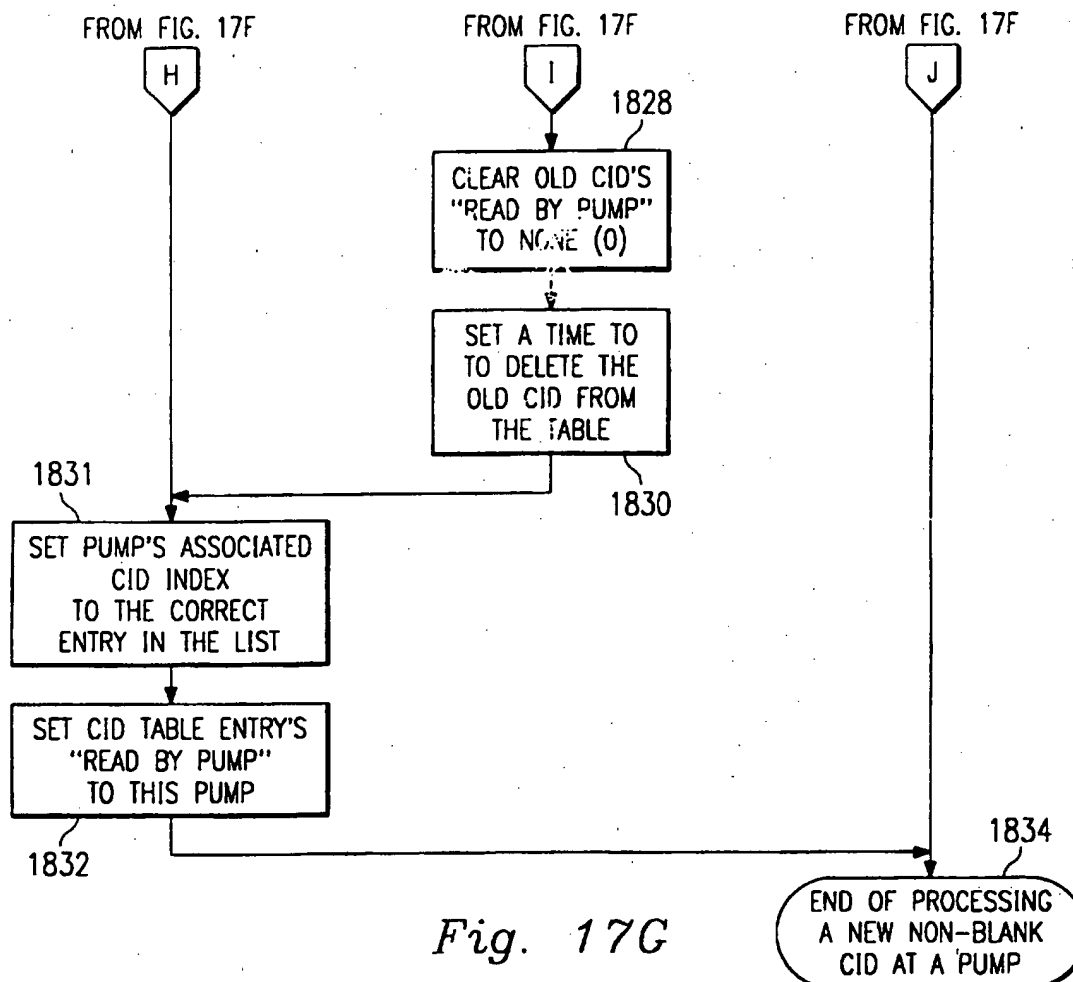 FROM FIG. 17F
H
FROM FIG. 17F
I
FROM FIG. 17F
J
1828
CLEAR OLD CID'S
"READ BY PUMP"
TO NONE (0)
SET A TIME TO
TO DELETE THE
OLD CID FROM
THE TABLE
1830
1831
SET PUMP'S ASSOCIATED
CID INDEX
TO THE CORRECT
ENTRY IN THE LIST
SET CID TABLE ENTRY'S
"READ BY PUMP"
TO THIS PUMP
1832
1834
END OF PROCESSING
A NEW NON-BLANK
CID AT A PUMP
Fig. 17G